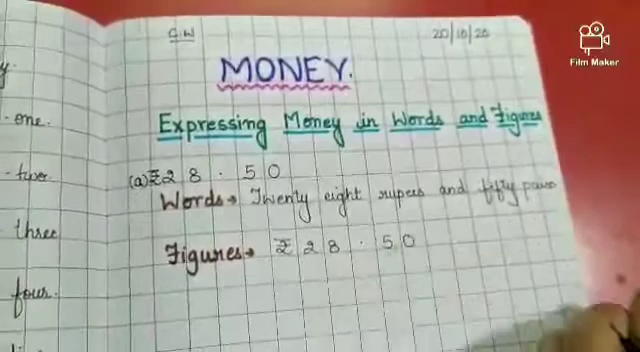 C.W
20/10/20
MONEY.
Expressing Money in Words and Figures
(a) ₹28.50
Words → Twenty eight rupees and fifty paise
Figures → ₹28.50
y.
- one.
three
four.
Film Maker